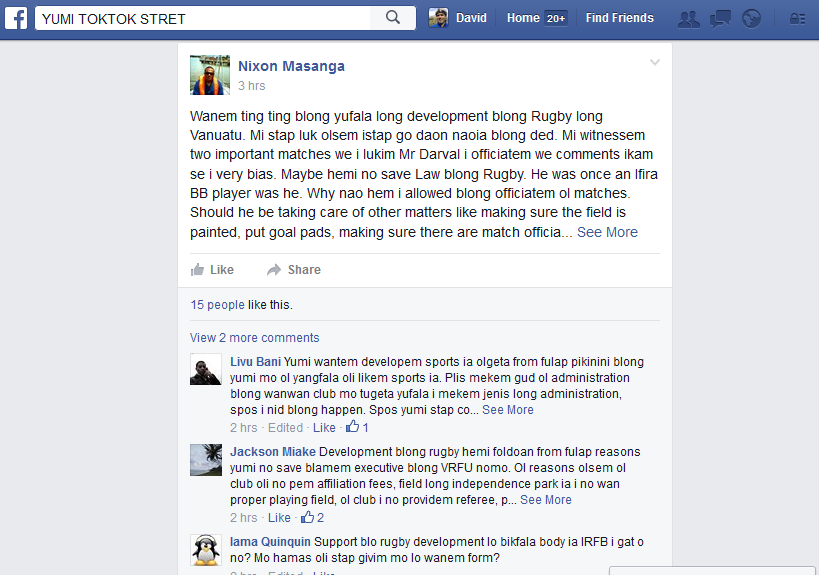 f YUMI TOKTOK STRET David Home 20+ Find Friends
Nixon Masanga
3 hrs
Wanem ting ting blong yufala long development blong Rugby long
Vanuatu. Mi stap luk olsem istap go daon naoia blong ded. Mi witnessem
two important matches we i lukim Mr Darval i officiatem we comments ikam
se i very bias. Maybe hemi no save Law blong Rugby. He was once an Ifira
BB player was he. Why nao hem i allowed blong officiatem ol matches.
Should he be taking care of other matters like making sure the field is
painted, put goal pads, making sure there are match officia... See More
Like Share
15 people like this.
View 2 more comments
Livu Bani Yumi wantem developem sports ia olgeta from fulap pikinini blong
yumi mo ol yangfala oli likem sports ia. Plis mekem gud ol administration
blong wanwan club mo tugeta yufala i mekem jenis long administration,
spos i nid blong happen. Spos yumi stap co... See More
2 hrs · Edited · Like · 1
Jackson Miake Development blong rugby hemi foldoan from fulap reasons
yumi no save blamem executive blong VRFU nomo. Ol reasons olsem ol
club oli no pem affiliation fees, field long independence park ia i no wan
proper playing field, ol club i no providem referee, p... See More
2 hrs · Like · 2
Iama Quinquin Support blo rugby development lo bikfala body ia IRFB i gat o
no? Mo hamas oli stap givim mo lo wanem form?
2 hrs · Edited · Like